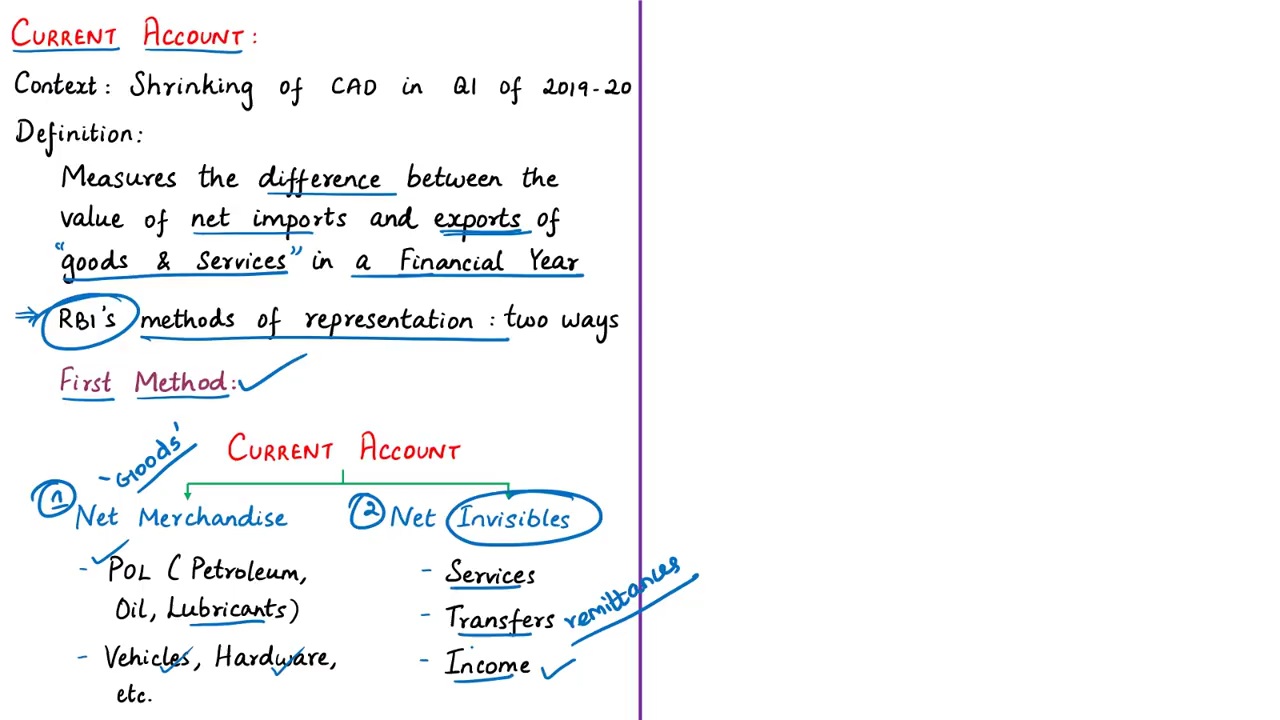 CURRENT ACCOUNT:
Context: Shrinking of CAD in Q1 of 2019-20
Definition:
Measures the difference between the
value of net imports and exports of
"goods & Services" in a Financial Year
⇒ RBI's methods of representation: two ways
First Method: ✓
- 'Goods'
CURRENT ACCOUNT
① Net Merchandise
- POL (Petroleum,
Oil, Lubricants)
- Vehicles, Hardware,
etc.
② Net Invisibles
- Services
- Transfers remittances
- Income ✓